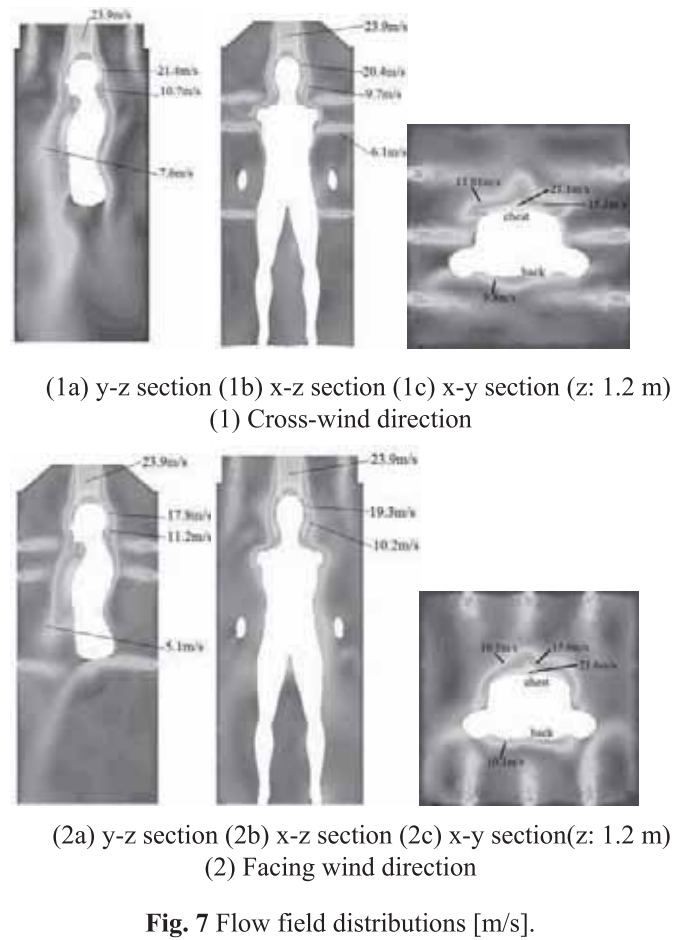 23.9m/s
21.4m/s
10.7m/s
7.6m/s
23.9m/s
20.4m/s
9.7m/s
6.1m/s
chest
back
(1a) y-z section (1b) x-z section (1c) x-y section (z: 1.2 m)
(1) Cross-wind direction
23.9m/s
17.8m/s
11.2m/s
5.1m/s
23.9m/s
19.3m/s
10.2m/s
chest
back
(2a) y-z section (2b) x-z section (2c) x-y section(z: 1.2 m)
(2) Facing wind direction
Fig. 7 Flow field distributions [m/s].